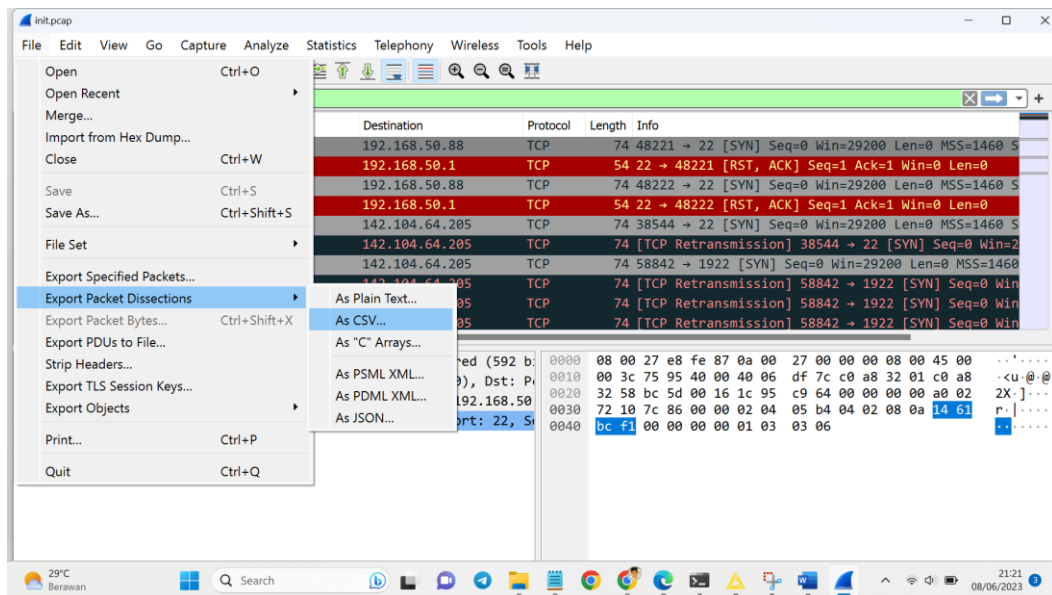 init.pcap
File Edit View Go Capture Analyze Statistics Telephony Wireless Tools Help
Open Ctrl+O
Open Recent
Merge...
Import from Hex Dump...
Close Ctrl+W
Save Ctrl+S
Save As... Ctrl+Shift+S
File Set
Export Specified Packets...
Export Packet Dissections
Export Packet Bytes... Ctrl+Shift+X
Export PDUs to File...
Strip Headers...
Export TLS Session Keys...
Export Objects
Print... Ctrl+P
Quit Ctrl+Q
As Plain Text...
As CSV...
As "C" Arrays...
As PSML XML...
As PDML XML...
As JSON...
Destination Protocol Length Info
192.168.50.88 TCP 74 48221 → 22 [SYN] Seq=0 Win=29200 Len=0 MSS=1460 S
192.168.50.1 TCP 54 22 → 48221 [RST, ACK] Seq=1 Ack=1 Win=0 Len=0
192.168.50.88 TCP 74 48222 → 22 [SYN] Seq=0 Win=29200 Len=0 MSS=1460 S
192.168.50.1 TCP 54 22 → 48222 [RST, ACK] Seq=1 Ack=1 Win=0 Len=0
142.104.64.205 TCP 74 38544 → 22 [SYN] Seq=0 Win=29200 Len=0 MSS=1460 S
142.104.64.205 TCP 74 [TCP Retransmission] 38544 → 22 [SYN] Seq=0 Win=2
142.104.64.205 TCP 74 58842 → 1922 [SYN] Seq=0 Win=29200 Len=0 MSS=1460
142.104.64.205 TCP 74 [TCP Retransmission] 58842 → 1922 [SYN] Seq=0 Win
05 TCP 74 [TCP Retransmission] 58842 → 1922 [SYN] Seq=0 Win
05 TCP 74 [TCP Retransmission] 58842 → 1922 [SYN] Seq=0 Win
red (592 bi
), Dst: P
192.168.50
ort: 22, S
0000 08 00 27 e8 fe 87 0a 00 27 00 00 00 08 00 45 00 ··'····
0010 00 3c 75 95 40 00 40 06 df 7c c0 a8 32 01 c0 a8 ·<u·@·@
0020 32 58 bc 5d 00 16 1c 95 c9 64 00 00 00 00 a0 02 2X·]···
0030 72 10 7c 86 00 00 02 04 05 b4 04 02 08 0a 14 61 r·|····
0040 bc f1 00 00 00 00 01 03 03 06 ·······
29°C
Berawan
Search
21:21
08/06/2023
3